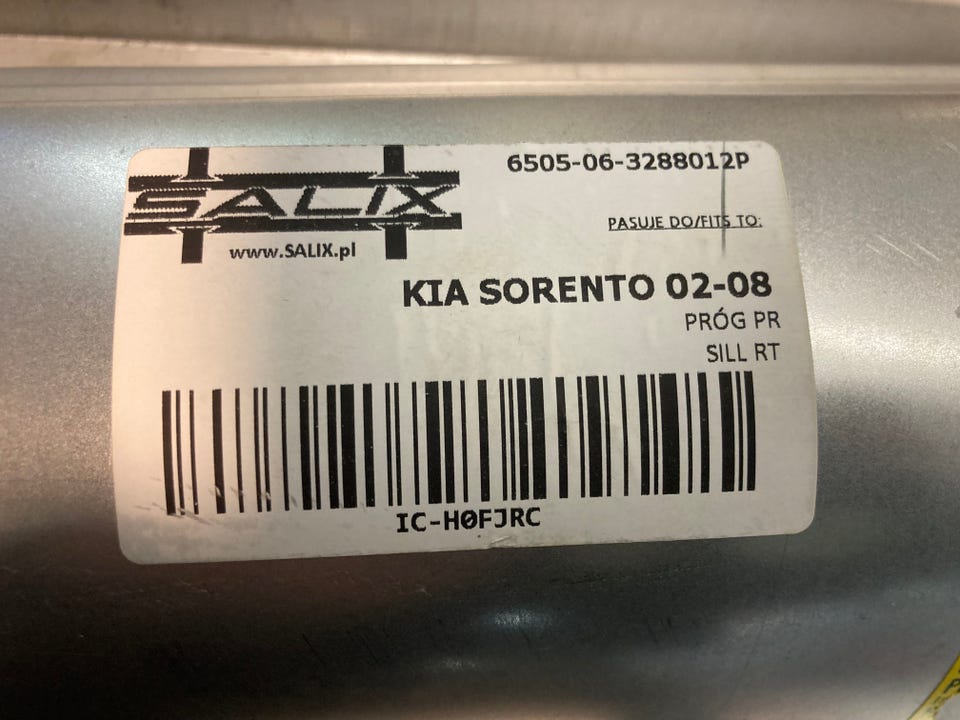 SALIX
www.SALIX.pl
6505-06-3288012P
PASUJE DO/FITS TO:
KIA SORENTO 02-08
PRÓG PR
SILL RT
IC-H0FJRC